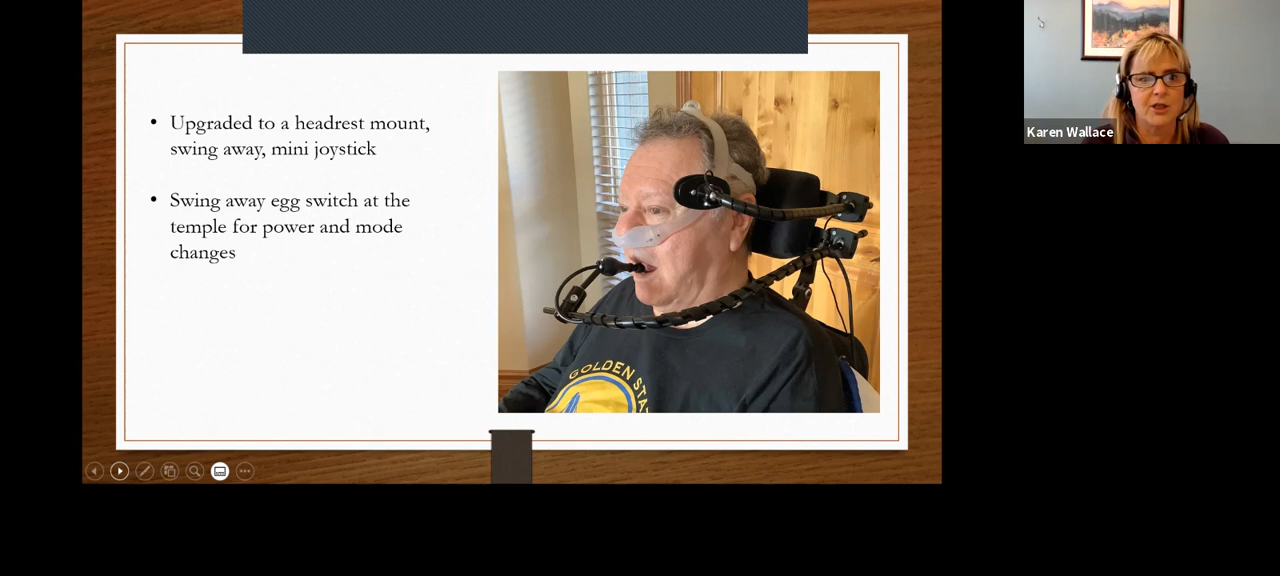 • Upgraded to a headrest mount,
swing away, mini joystick
• Swing away egg switch at the
temple for power and mode
changes
GOLDEN STA
Karen Wallace